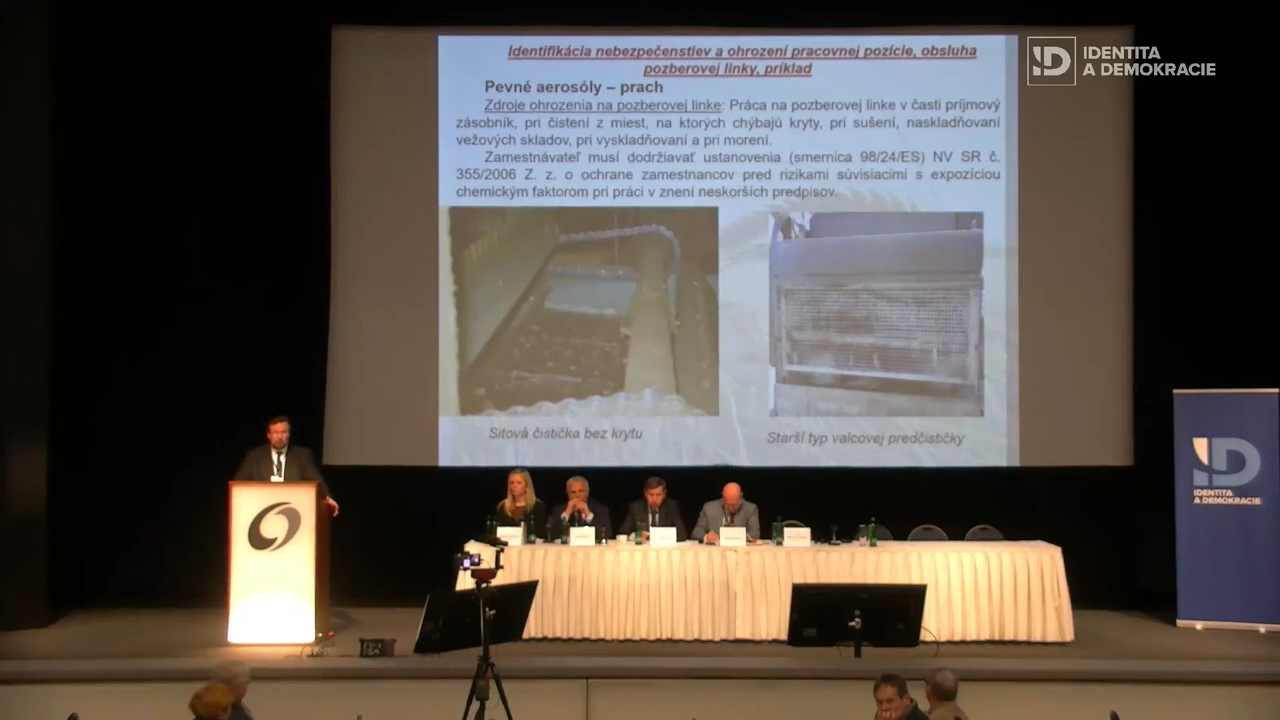 Identifikácia nebezpečenstiev a ohrození pracovnej pozície, obsluha
pozberovej linky, príklad
Pevné aerosóly – prach
Zdroje ohrozenia na pozberovej linke: Práca na pozberovej linke v časti príjmový
zásobník, pri čistení z miest, na ktorých chýbajú kryty, pri sušení, naskladňovaní
vežových skladov, pri vyskladňovaní a pri morení.
Zamestnávateľ musí dodržiavať ustanovenia (smernica 98/24/ES) NV SR č.
355/2006 Z. z. o ochrane zamestnancov pred rizikami súvisiacimi s expozíciou
chemickým faktorom pri práci v znení neskorších predpisov.
Sitová čistička bez krytu
Starší typ valcovej predčističky
ID IDENTITA
A DEMOKRACIE
ID
IDENTITA
A DEMOKRACIE